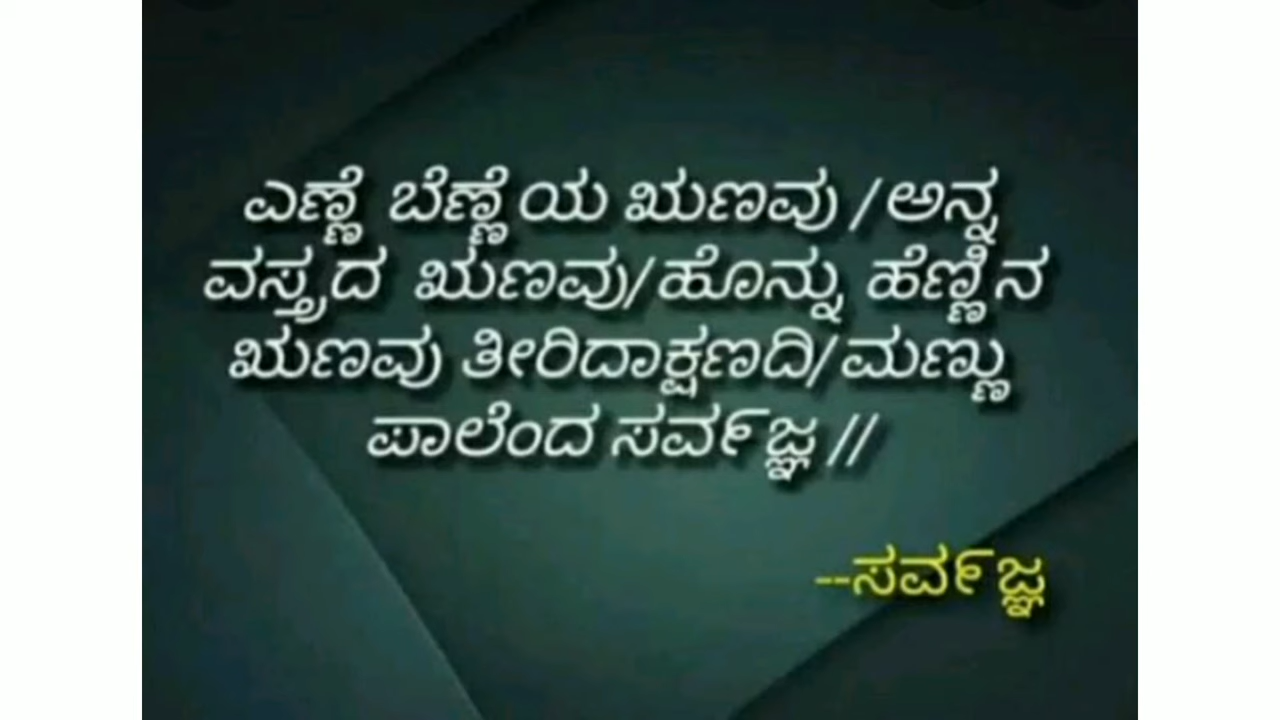 ಎಣ್ಣೆ ಬೆಣ್ಣೆಯ ಋಣವು /ಅನ್ನ
ವಸ್ತ್ರದ ಋಣವು/ಹೊನ್ನು ಹೆಣ್ಣಿನ
ಋಣವು ತೀರಿದಾಕ್ಷಣದಿ/ಮಣ್ಣು
ಪಾಲೆಂದ ಸರ್ವಜ್ಞ //
--ಸರ್ವಜ್ಞ